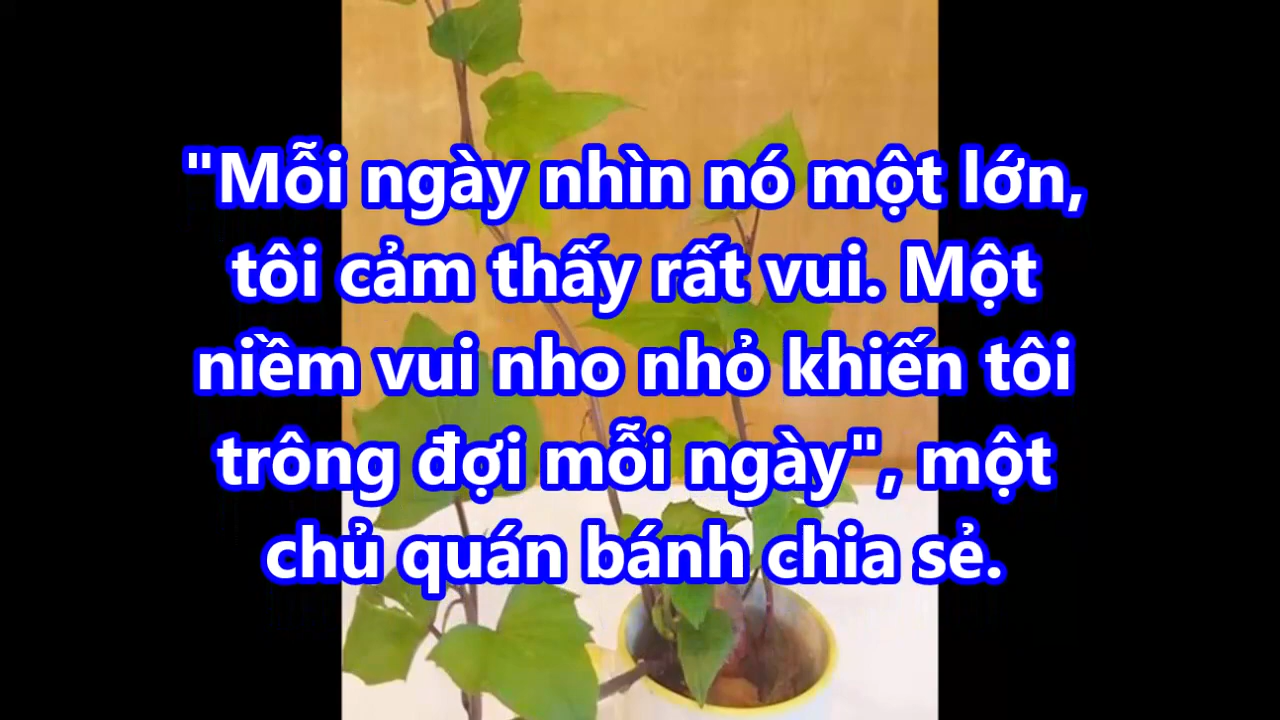 "Mỗi ngày nhìn nó một lớn,
tôi cảm thấy rất vui. Một
niềm vui nho nhỏ khiến tôi
trông đợi mỗi ngày", một
chủ quán bánh chia sẻ.